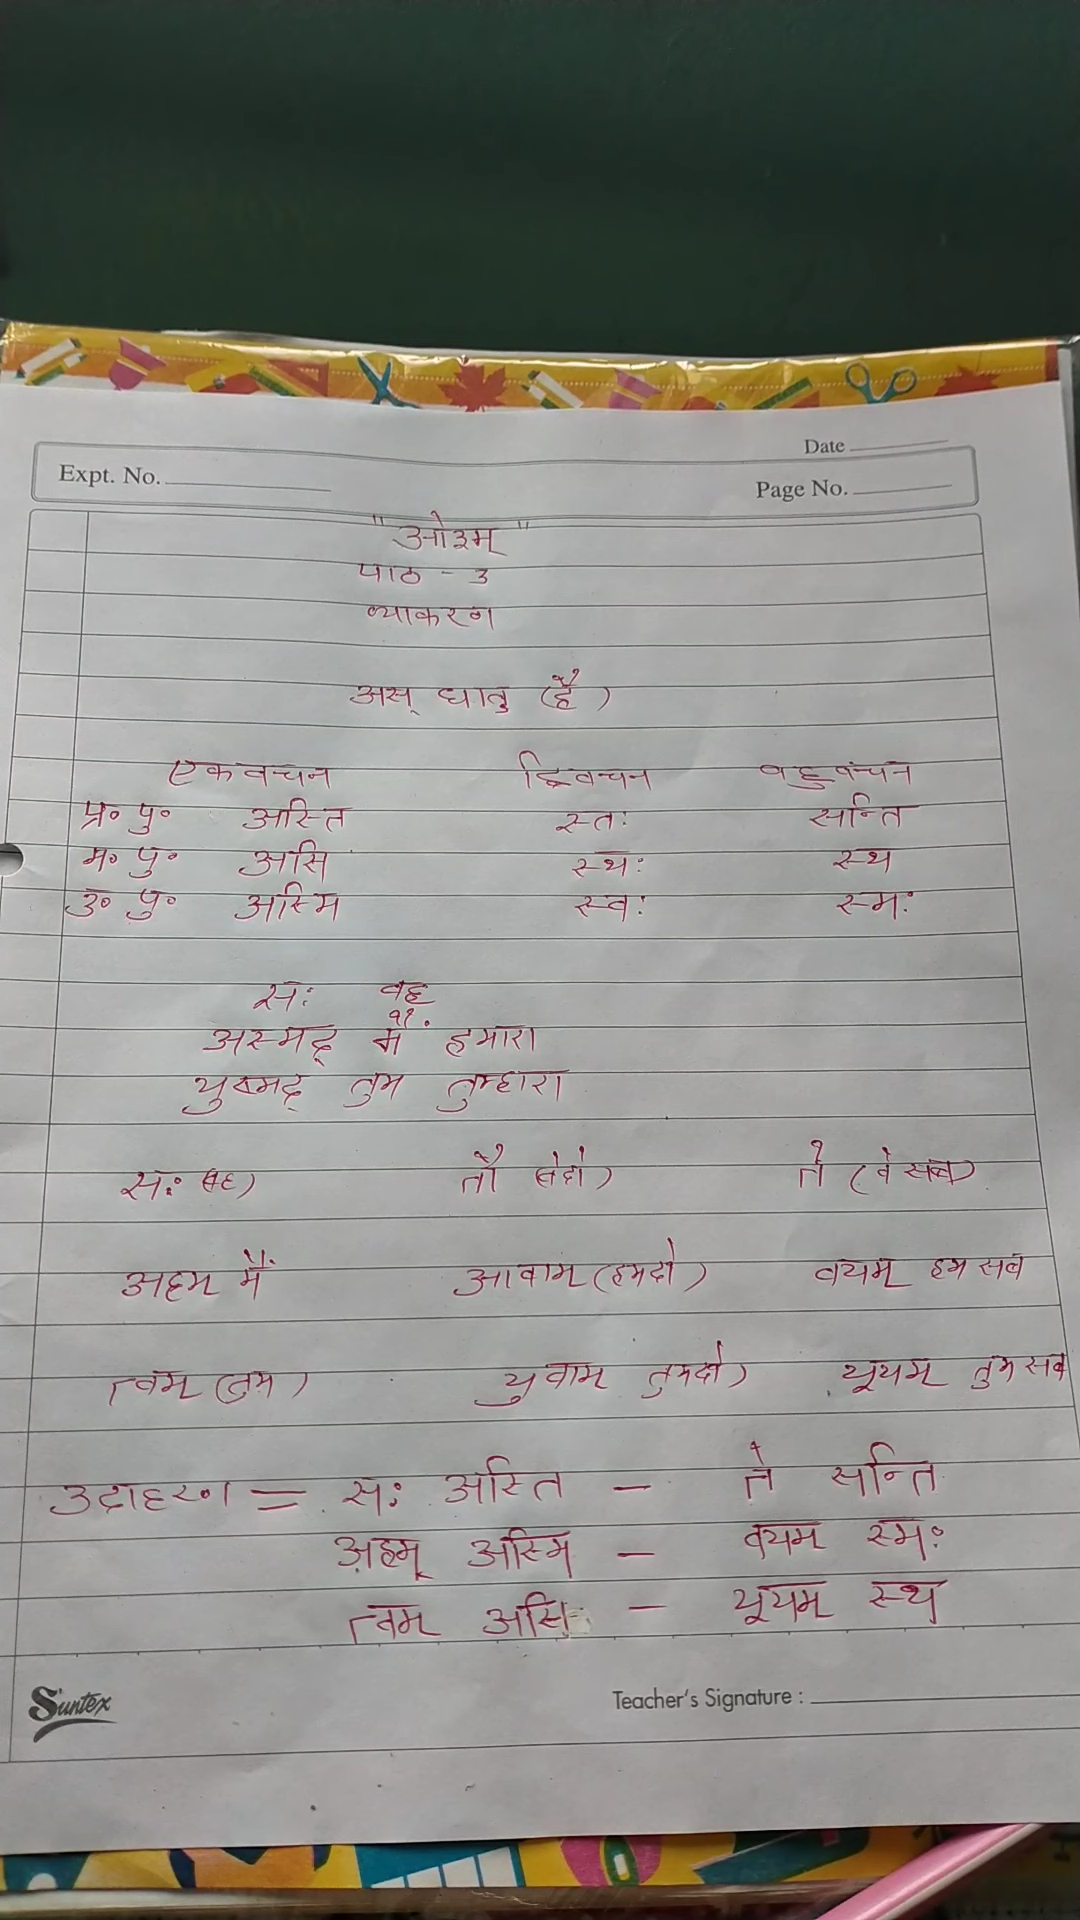 Date
Expt. No.
Page No.
"ओ३म्"
पाठ - 3
व्याकरण
अस् धातु (है)
एकवचन द्विवचन बहुवचन
प्र० पु० अस्ति स्तः सन्ति
म० पु० असि स्थः स्थ
उ० पु० अस्मि स्वः स्मः
सः वह
अस्मद् मैं हमारा
युष्मद् तुम तुम्हारा
सः (वह) तौ (वेदो) ते (वे सब)
अहम मैं आवाम (हमदो) वयम् हम सब
त्वम (तुम) युवाम तुमदो) यूयम् तुम सब
उदाहरण = सः अस्ति - ते सन्ति
अहम् अस्मि - वयम स्मः
त्वम असि - यूयम स्थ
Suntex
Teacher's Signature :